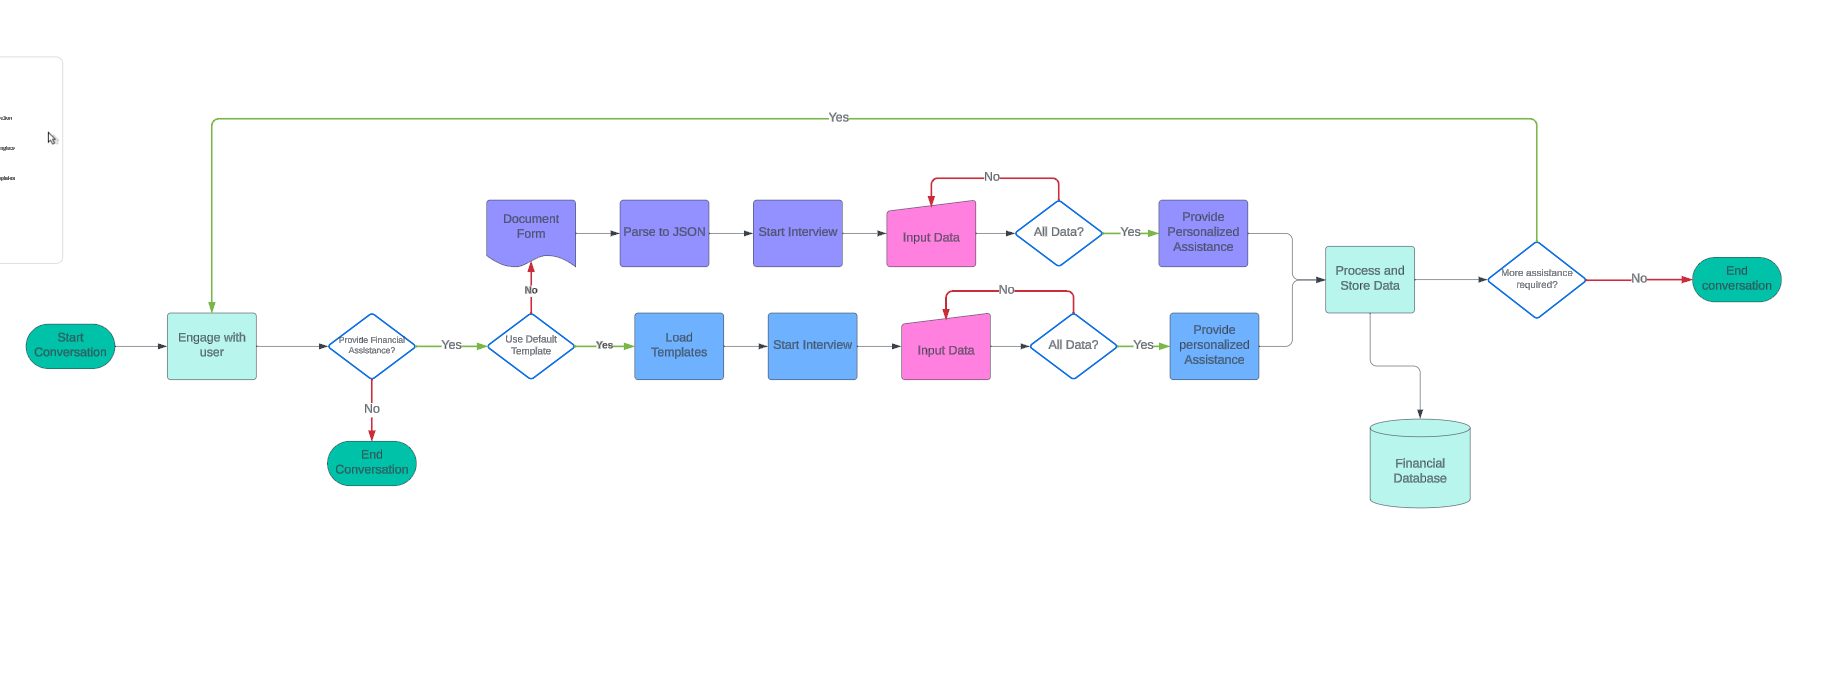 Yes
No
Document
Form
Parse to JSON
Start Interview
Input Data
All Data?
Yes
Provide
Personalized
Assistance
Process and
Store Data
More assistance
required?
No
End
conversation
No
No
Start
Conversation
Engage with
user
Provide Financial
Assistance?
Yes
Use Default
Template
Yes
Load
Templates
Start Interview
Input Data
All Data?
Yes
Provide
personalized
Assistance
No
End
Conversation
Financial
Database